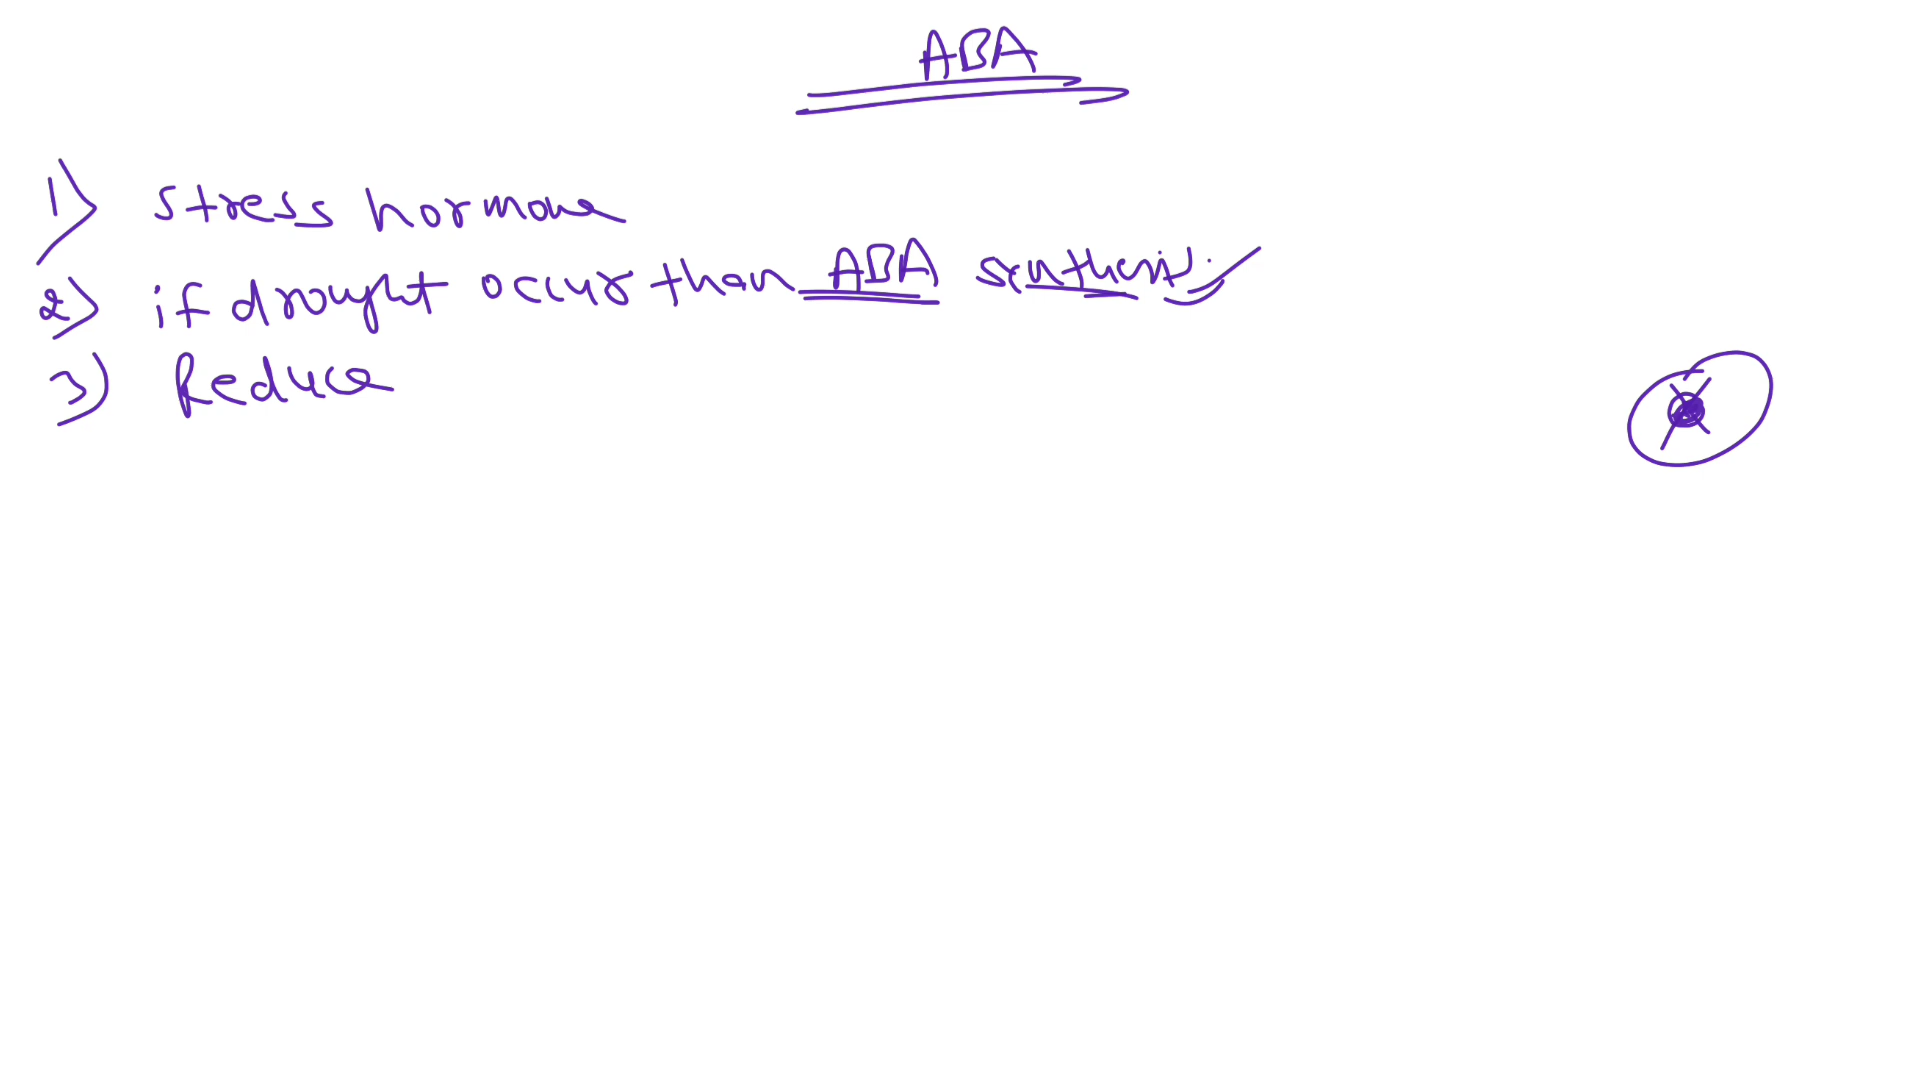 ABA
1) stress hormone
2) if drought occurs than ABA synthesis.
3) Reduce